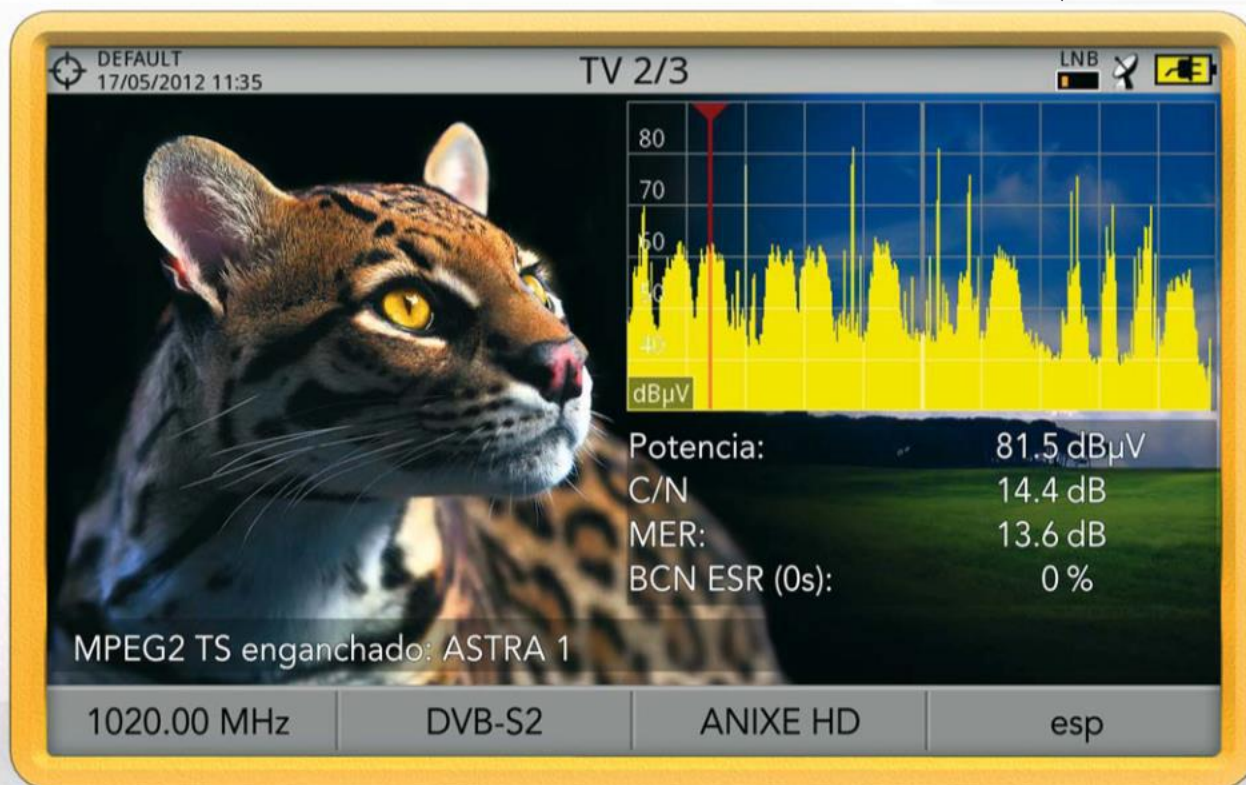 DEFAULT
17/05/2012 11:35
TV 2/3
LNB
80
70
60
50
40
dBµV
Potencia: 81.5 dBµV
C/N 14.4 dB
MER: 13.6 dB
BCN ESR (0s): 0 %
MPEG2 TS enganchado: ASTRA 1
1020.00 MHz
DVB-S2
ANIXE HD
esp